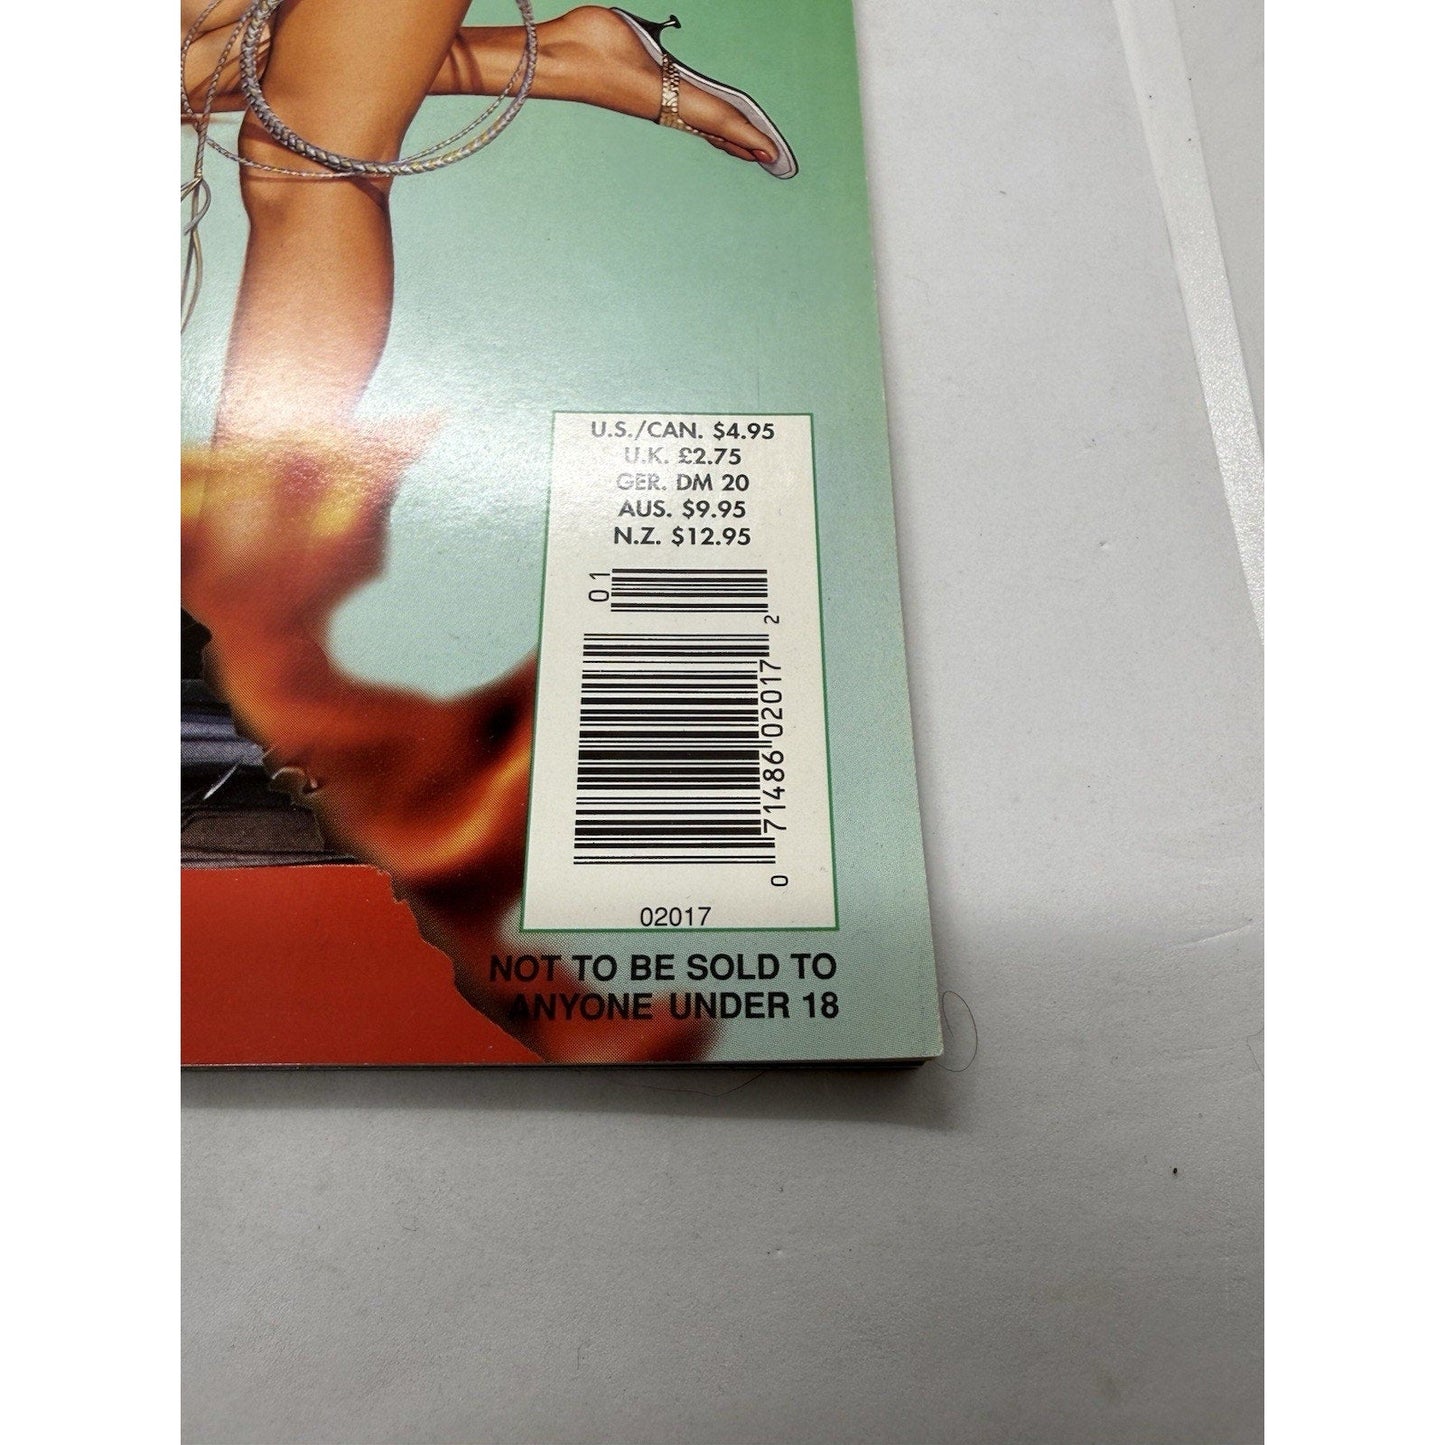 U.S./CAN. $4.95
U.K. £2.75
GER. DM 20
AUS. $9.95
N.Z. $12.95
01
0 71486 02017 2
02017
NOT TO BE SOLD TO
ANYONE UNDER 18